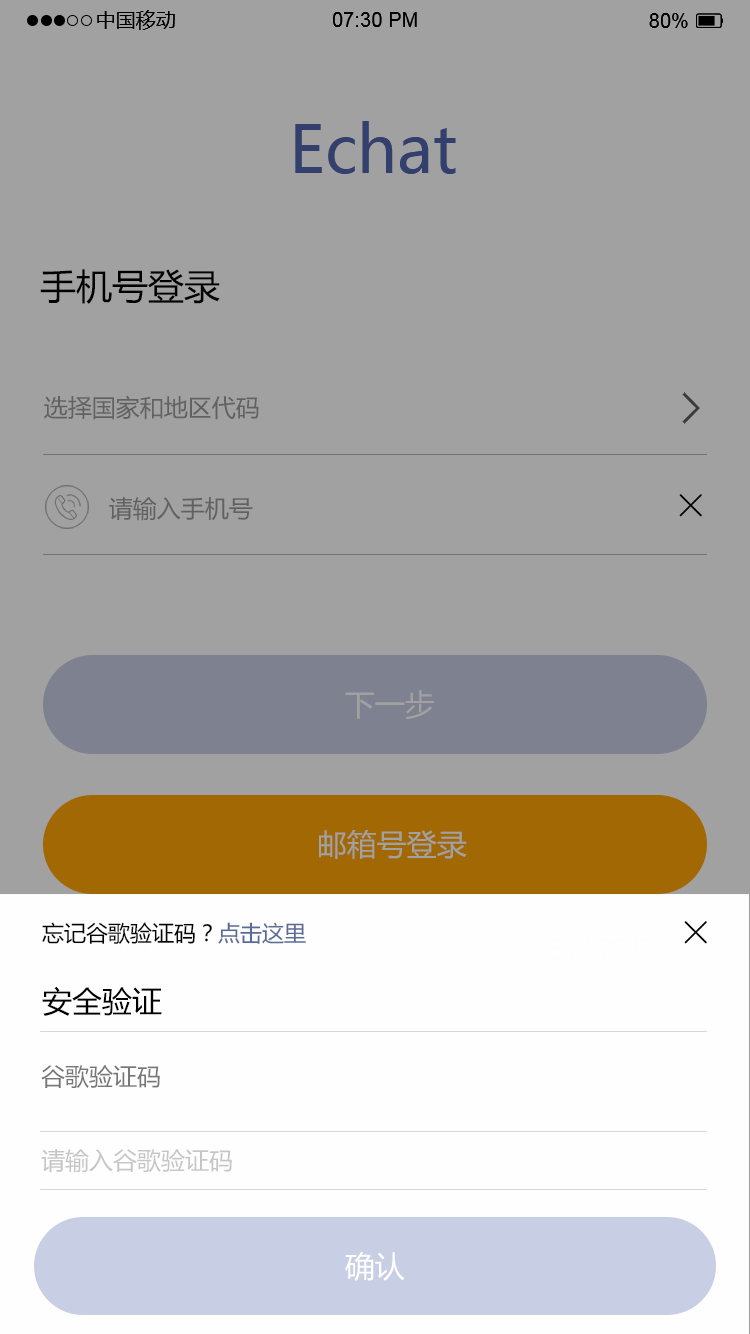 中国移动 07:30 PM 80%
Echat
手机号登录
选择国家和地区代码
请输入手机号
下一步
邮箱号登录
忘记谷歌验证码？点击这里
安全验证
谷歌验证码
请输入谷歌验证码
确认